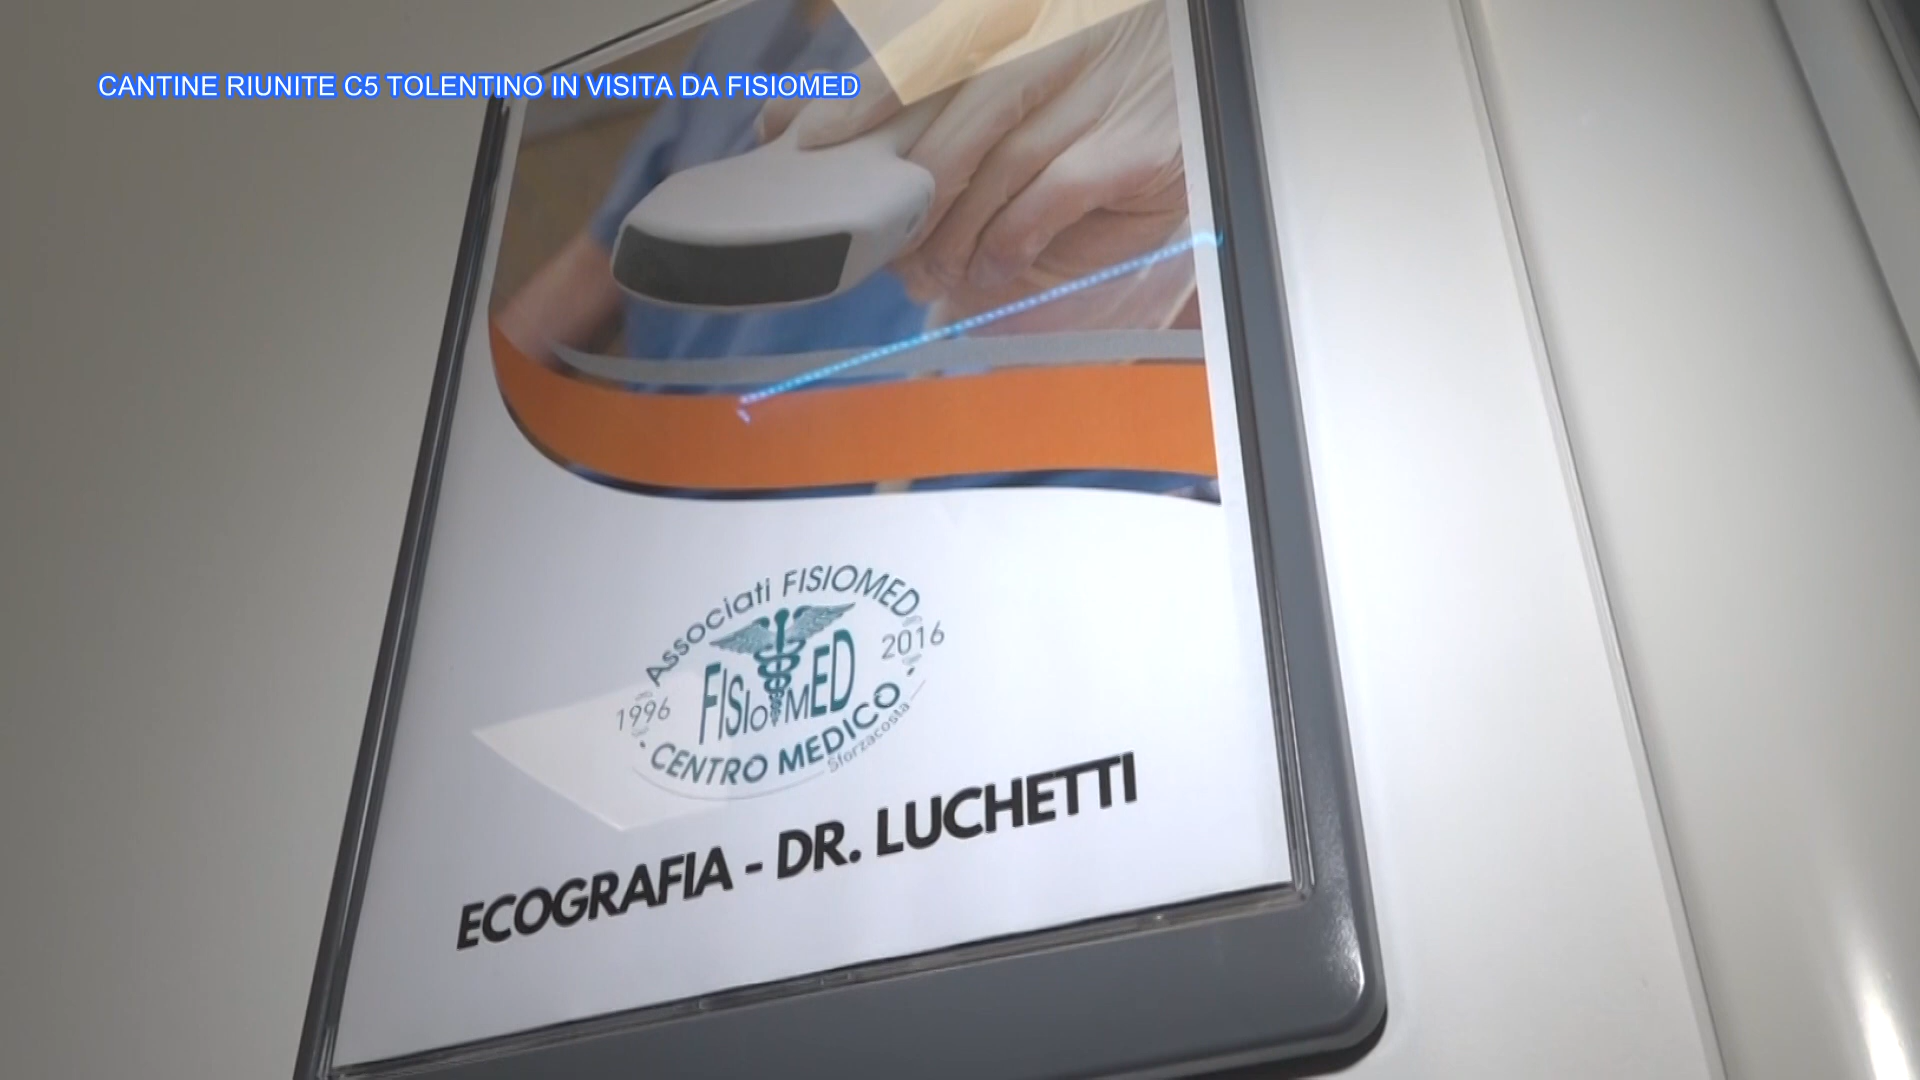 CANTINE RIUNITE C5 TOLENTINO IN VISITA DA FISIOMED
Associati FISIOMED
1996
FISIOMED
2016
CENTRO MEDICO
Sforzacosta
ECOGRAFIA - DR. LUCHETTI